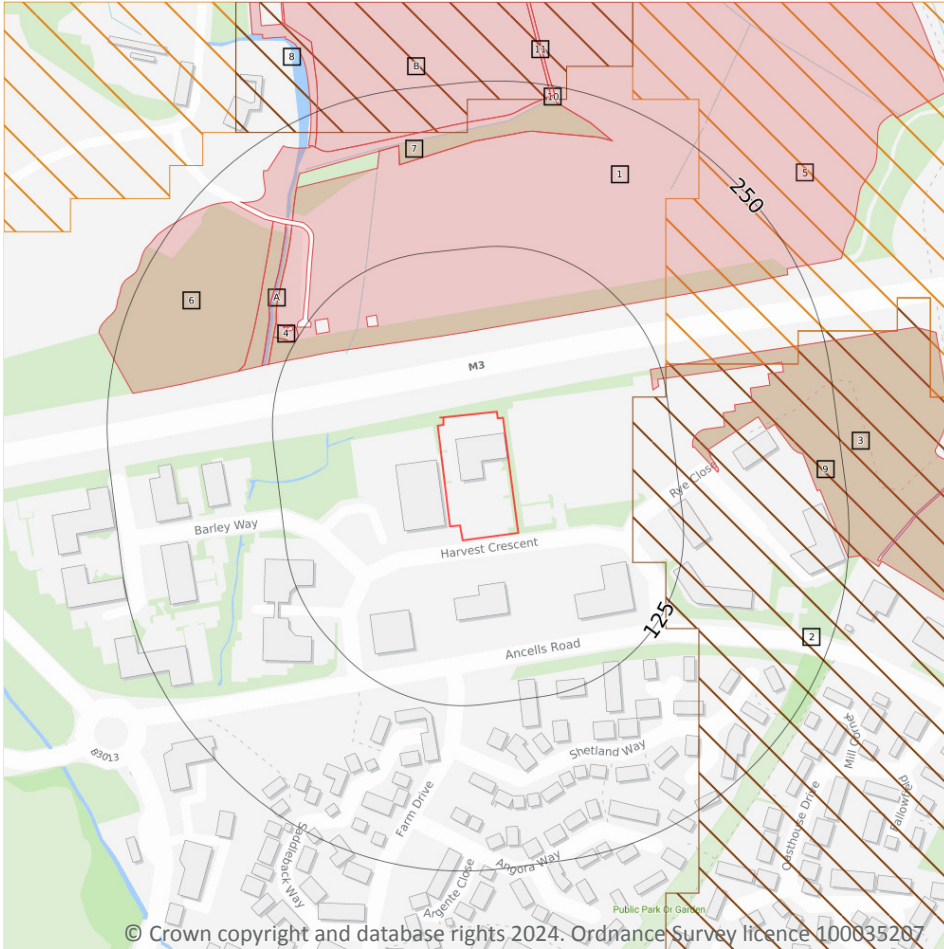 8
B
11
10
7
1
5
250
6
A
4
M3
3
9
Rye Close
Barley Way
Harvest Crescent
125
2
Ancells Road
Shetland Way
B3013
Mill Corner
Farm Drive
Oasthouse Drive
Fallowfield
Saddleback Way
Angora Way
Argente Close
Public Park Or Garden
© Crown copyright and database rights 2024. Ordnance Survey licence 100035207